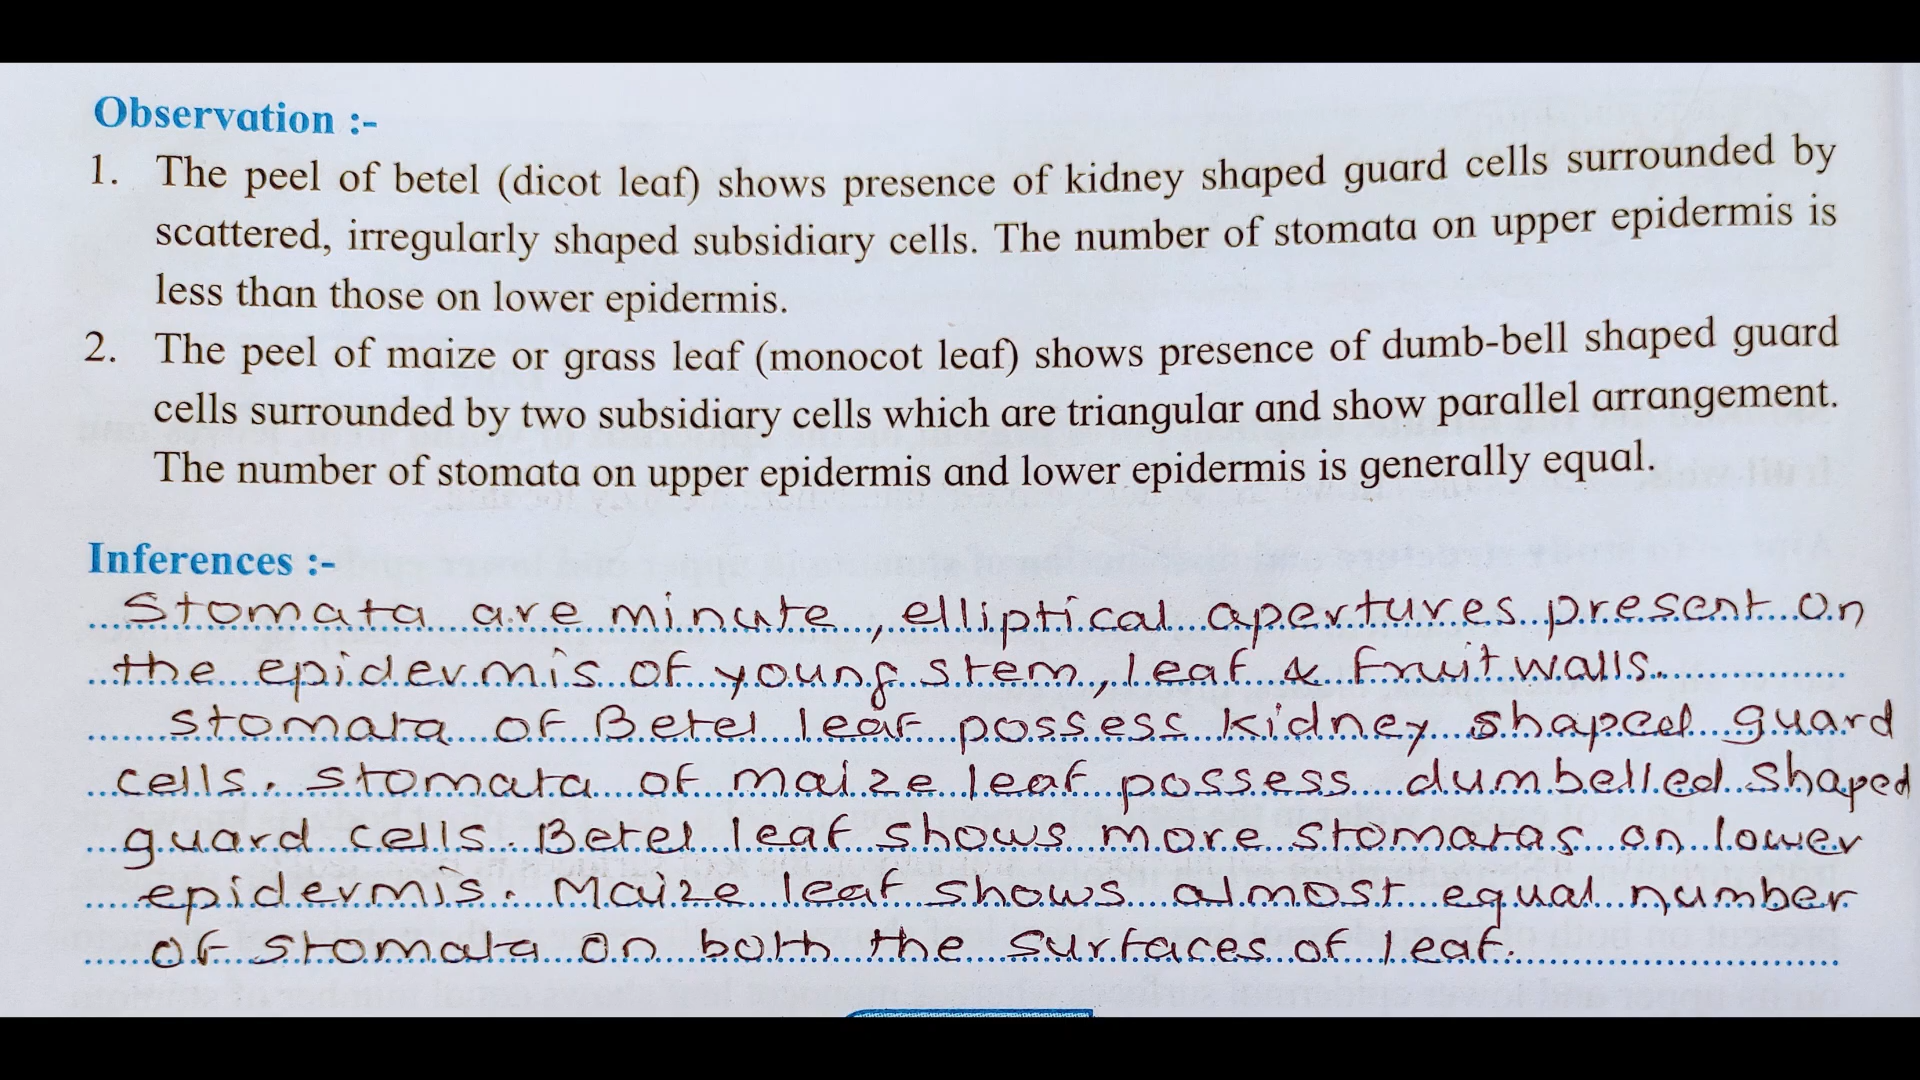 Observation :-
1. The peel of betel (dicot leaf) shows presence of kidney shaped guard cells surrounded by
scattered, irregularly shaped subsidiary cells. The number of stomata on upper epidermis is
less than those on lower epidermis.
2. The peel of maize or grass leaf (monocot leaf) shows presence of dumb-bell shaped guard
cells surrounded by two subsidiary cells which are triangular and show parallel arrangement.
The number of stomata on upper epidermis and lower epidermis is generally equal.
Inferences :-
Stomata are minute, elliptical apertures present on
the epidermis of young stem, leaf & fruit walls.
stomata of Betel leaf possess kidney shaped guard
cells. Stomata of maize leaf possess dumbelled shaped
guard cells. Betel leaf shows more stomatas on lower
epidermis. Maize leaf shows almost equal number
of stomata on both the surfaces of leaf.